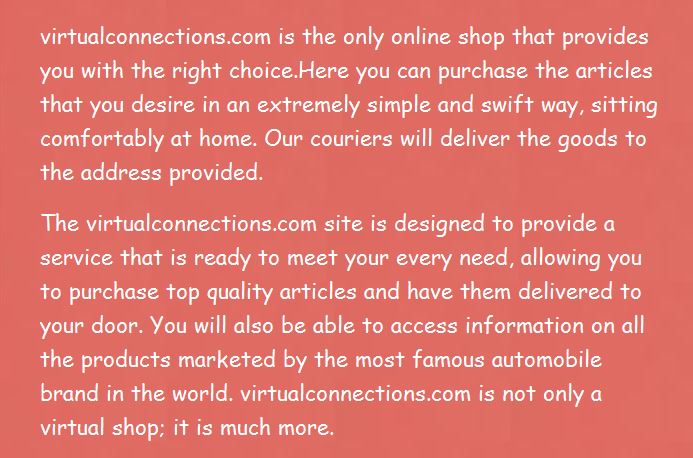 virtualconnections.com is the only online shop that provides
you with the right choice.Here you can purchase the articles
that you desire in an extremely simple and swift way, sitting
comfortably at home. Our couriers will deliver the goods to
the address provided.
The virtualconnections.com site is designed to provide a
service that is ready to meet your every need, allowing you
to purchase top quality articles and have them delivered to
your door. You will also be able to access information on all
the products marketed by the most famous automobile
brand in the world. virtualconnections.com is not only a
virtual shop; it is much more.